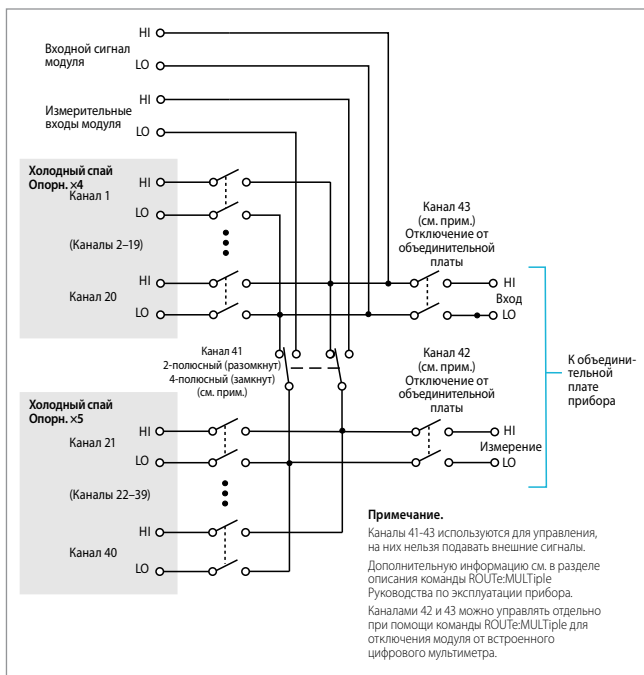 HI
Входной сигнал
модуля
LO
HI
Измерительные
входы модуля
LO
Холодный спай
Опорн. ×4
HI
Канал 1
LO
(Каналы 2–19)
HI
Канал 20
LO
Канал 43
(см. прим.)
Отключение от
объединительной
платы
HI
Вход
LO
Канал 41
2-полюсный (разомкнут)
4-полюсный (замкнут)
(см. прим.)
Канал 42
(см. прим.)
Отключение от
объединительной
платы
К объедини-
тельной
плате
прибора
Холодный спай
Опорн. ×5
HI
Канал 21
LO
(Каналы 22–39)
HI
Канал 40
LO
HI
Измерение
LO
Примечание.
Каналы 41-43 используются для управления,
на них нельзя подавать внешние сигналы.
Дополнительную информацию см. в разделе
описания команды ROUTe:MULTiple
Руководства по эксплуатации прибора.
Каналами 42 и 43 можно управлять отдельно
при помощи команды ROUTe:MULTiple для
отключения модуля от встроенного
цифрового мультиметра.